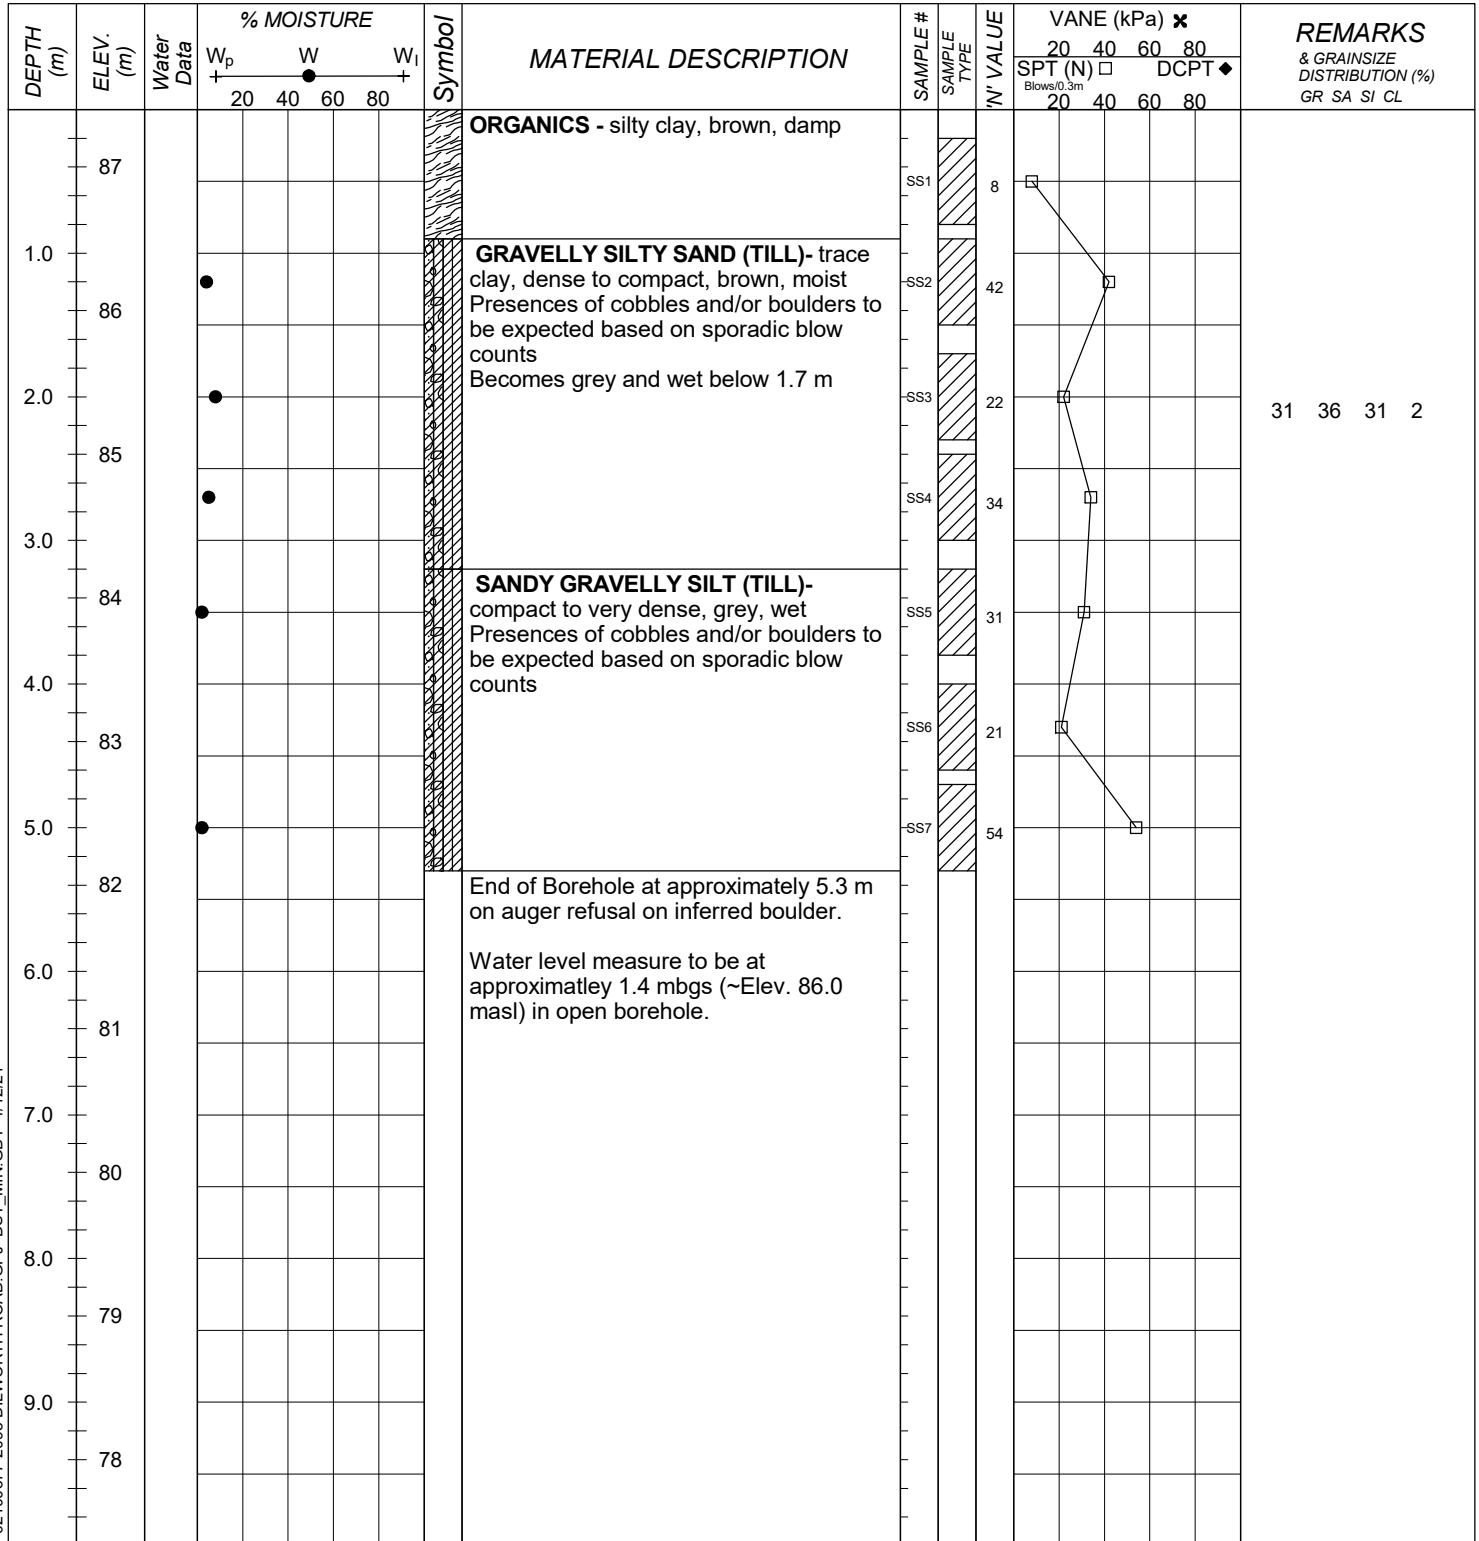 DEPTH (m)
ELEV. (m)
Water Data
% MOISTURE
Wp W Wl
20 40 60 80
Symbol
MATERIAL DESCRIPTION
SAMPLE #
SAMPLE TYPE
'N' VALUE
VANE (kPa)
20 40 60 80
SPT (N) DCPT
Blows/0.3m
20 40 60 80
REMARKS
& GRAINSIZE
DISTRIBUTION (%)
GR SA SI CL
ORGANICS - silty clay, brown, damp
87
SS1
8
1.0
GRAVELLY SILTY SAND (TILL)- trace
clay, dense to compact, brown, moist
Presences of cobbles and/or boulders to
be expected based on sporadic blow
counts
Becomes grey and wet below 1.7 m
SS2
42
86
2.0
SS3
22
31 36 31 2
85
SS4
34
3.0
SANDY GRAVELLY SILT (TILL)-
compact to very dense, grey, wet
Presences of cobbles and/or boulders to
be expected based on sporadic blow
counts
84
SS5
31
4.0
SS6
21
83
5.0
SS7
54
82
End of Borehole at approximately 5.3 m
on auger refusal on inferred boulder.
Water level measure to be at
approximatley 1.4 mbgs (~Elev. 86.0
masl) in open borehole.
6.0
81
7.0
80
8.0
79
9.0
78